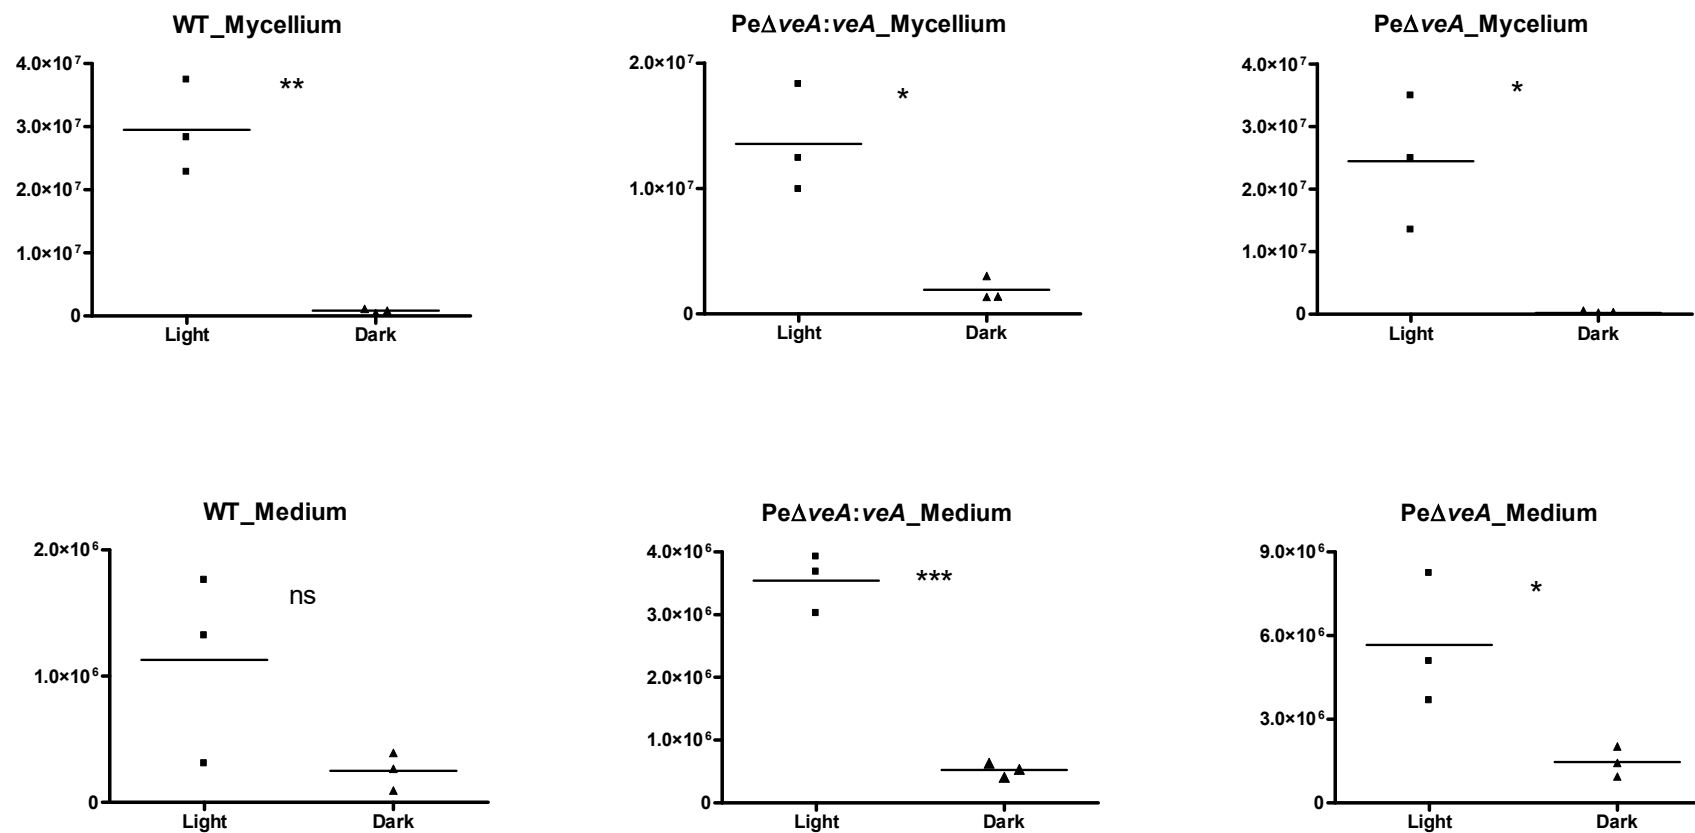 WT_Mycellium
4.0×10⁷
3.0×10⁷
2.0×10⁷
1.0×10⁷
0
**
Light Dark
PeΔveA:veA_Mycellium
2.0×10⁷
1.0×10⁷
0
*
Light Dark
PeΔveA_Mycelium
4.0×10⁷
3.0×10⁷
2.0×10⁷
1.0×10⁷
0
*
Light Dark
WT_Medium
2.0×10⁶
1.0×10⁶
0
ns
Light Dark
PeΔveA:veA_Medium
4.0×10⁶
3.0×10⁶
2.0×10⁶
1.0×10⁶
0
***
Light Dark
PeΔveA_Medium
9.0×10⁶
6.0×10⁶
3.0×10⁶
0
*
Light Dark